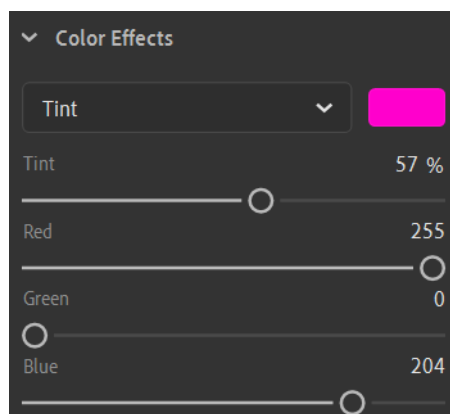 Color Effects
Tint
Tint 57 %
Red 255
Green 0
Blue 204